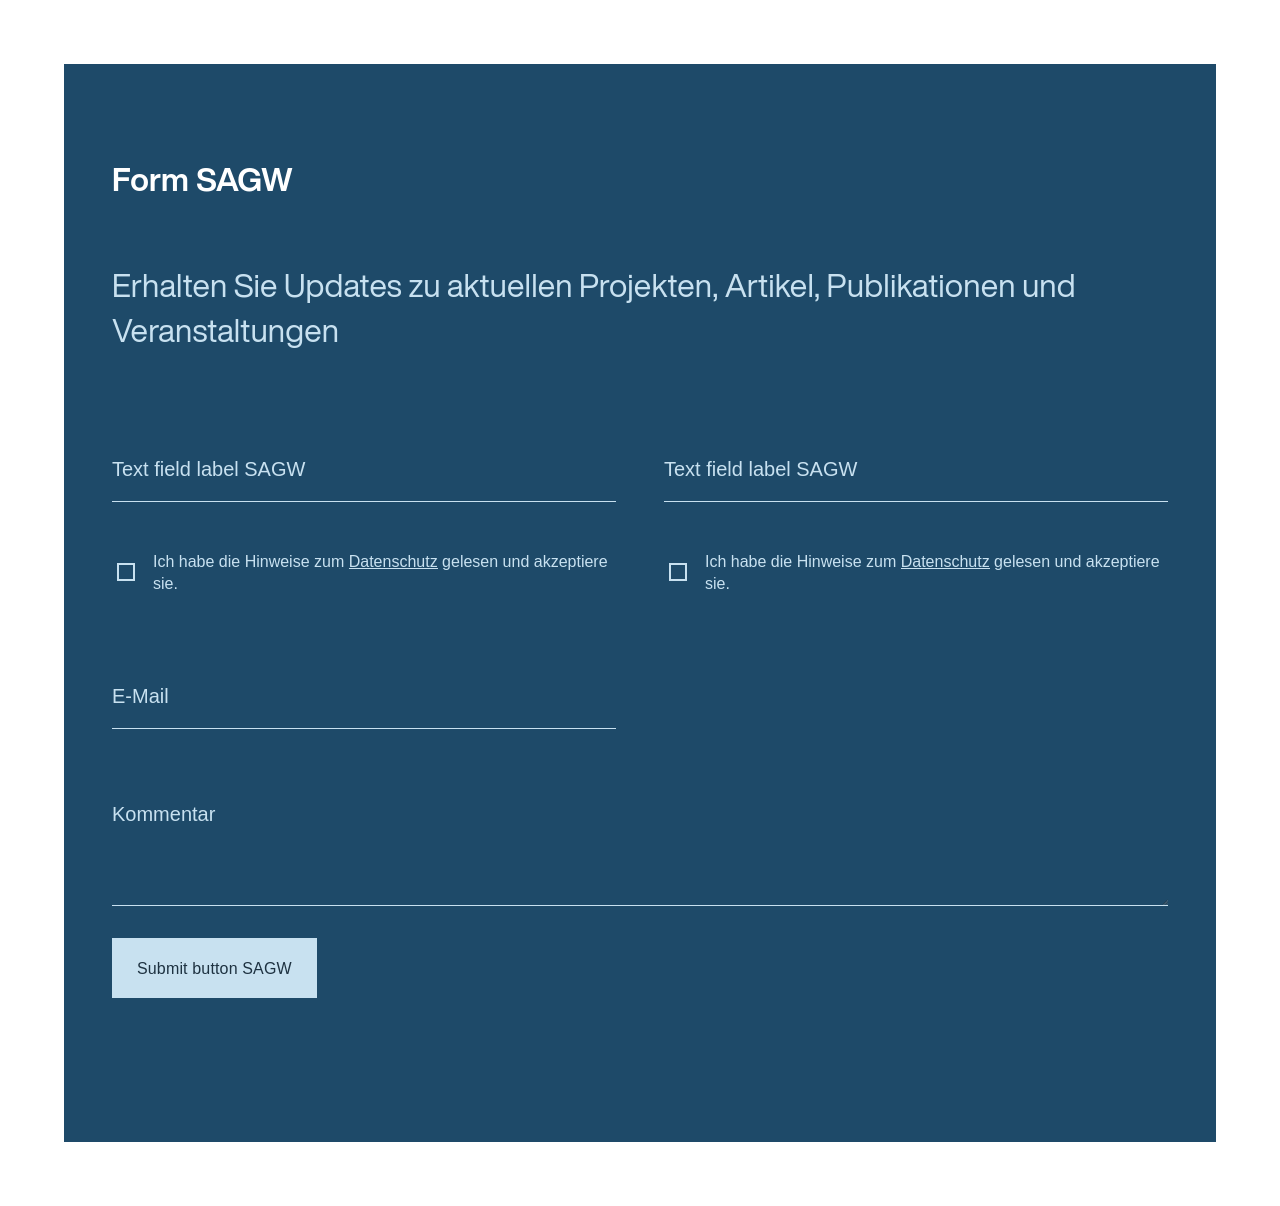 Form SAGW
Erhalten Sie Updates zu aktuellen Projekten, Artikel, Publikationen und
Veranstaltungen
Text field label SAGW
Text field label SAGW
Ich habe die Hinweise zum Datenschutz gelesen und akzeptiere
sie.
Ich habe die Hinweise zum Datenschutz gelesen und akzeptiere
sie.
E-Mail
Kommentar
Submit button SAGW